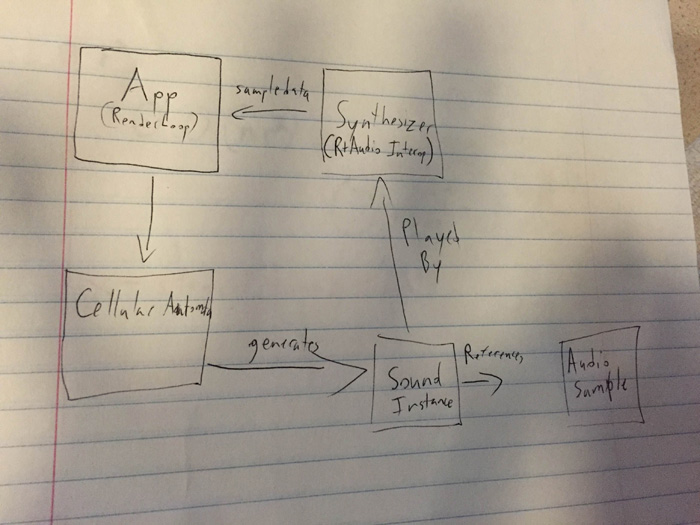 App
(RenderLoop)
sampledata
Synthesizer
(RtAudio Interop)
Played
By
Cellular Automata
generates
Sound
Instance
References
Audio
Sample